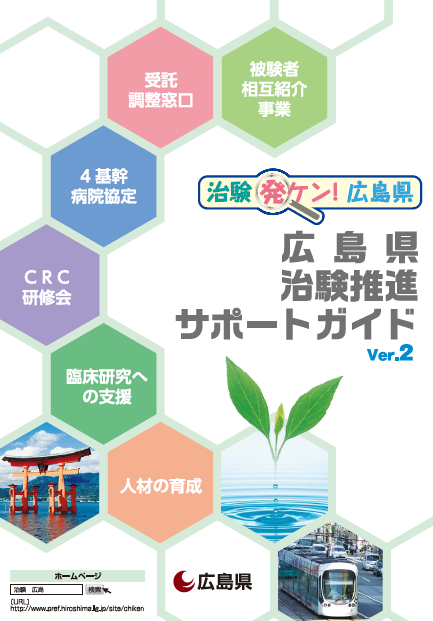 受託
調整窓口
被験者
相互紹介
事業
4基幹
病院協定
治験 発ケン! 広島県
CRC
研修会
広島県
治験推進
サポートガイド
Ver.2
臨床研究へ
の支援
人材の育成
ホームページ
治験 広島
検索
[URL]
http://www.pref.hiroshima.lg.jp/site/chiken
広島県